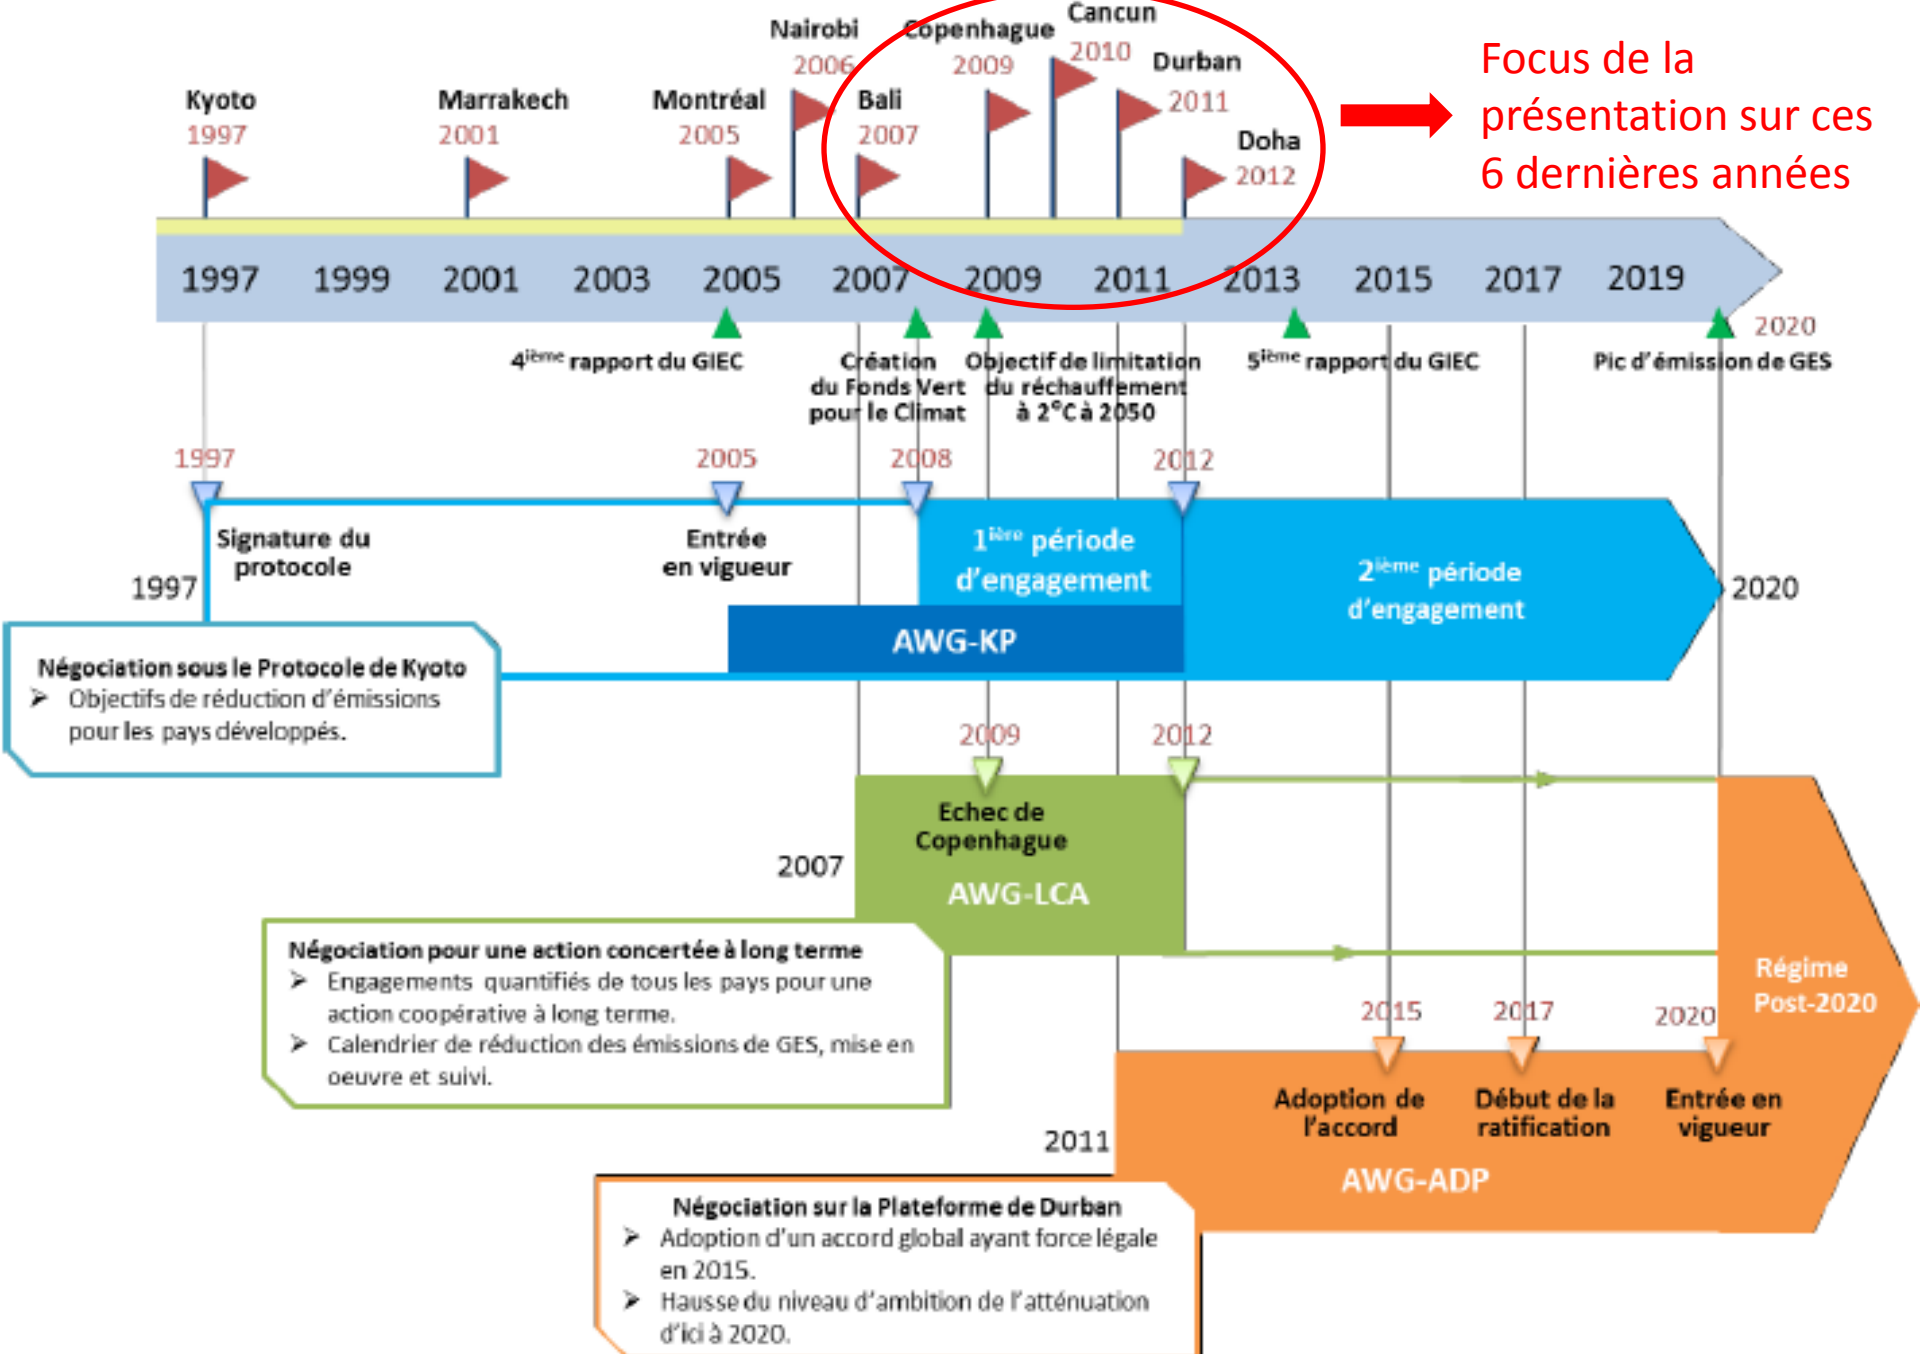 Nairobi
2006
Copenhague
2009
Cancun
2010
Durban
2011
Focus de la
présentation sur ces
6 dernières années
Kyoto
1997
Marrakech
2001
Montréal
2005
Bali
2007
Doha
2012
1997 1999 2001 2003 2005 2007 2009 2011 2013 2015 2017 2019
2020
4ième rapport du GIEC
Création
du Fonds Vert
pour le Climat
Objectif de limitation
du réchauffement
à 2°C à 2050
5ième rapport du GIEC
Pic d'émission de GES
1997
2005
2008
2012
Signature du
protocole
Entrée
en vigueur
1ière période
d'engagement
2ième période
d'engagement
1997
2020
AWG-KP
Négociation sous le Protocole de Kyoto
➢ Objectifs de réduction d'émissions
pour les pays développés.
2009
2012
Echec de
Copenhague
2007
AWG-LCA
Négociation pour une action concertée à long terme
➢ Engagements quantifiés de tous les pays pour une
action coopérative à long terme.
➢ Calendrier de réduction des émissions de GES, mise en
oeuvre et suivi.
Régime
Post-2020
2015
2017
2020
Adoption de
l'accord
Début de la
ratification
Entrée en
vigueur
2011
AWG-ADP
Négociation sur la Plateforme de Durban
➢ Adoption d'un accord global ayant force légale
en 2015.
➢ Hausse du niveau d'ambition de l'atténuation
d'ici à 2020.